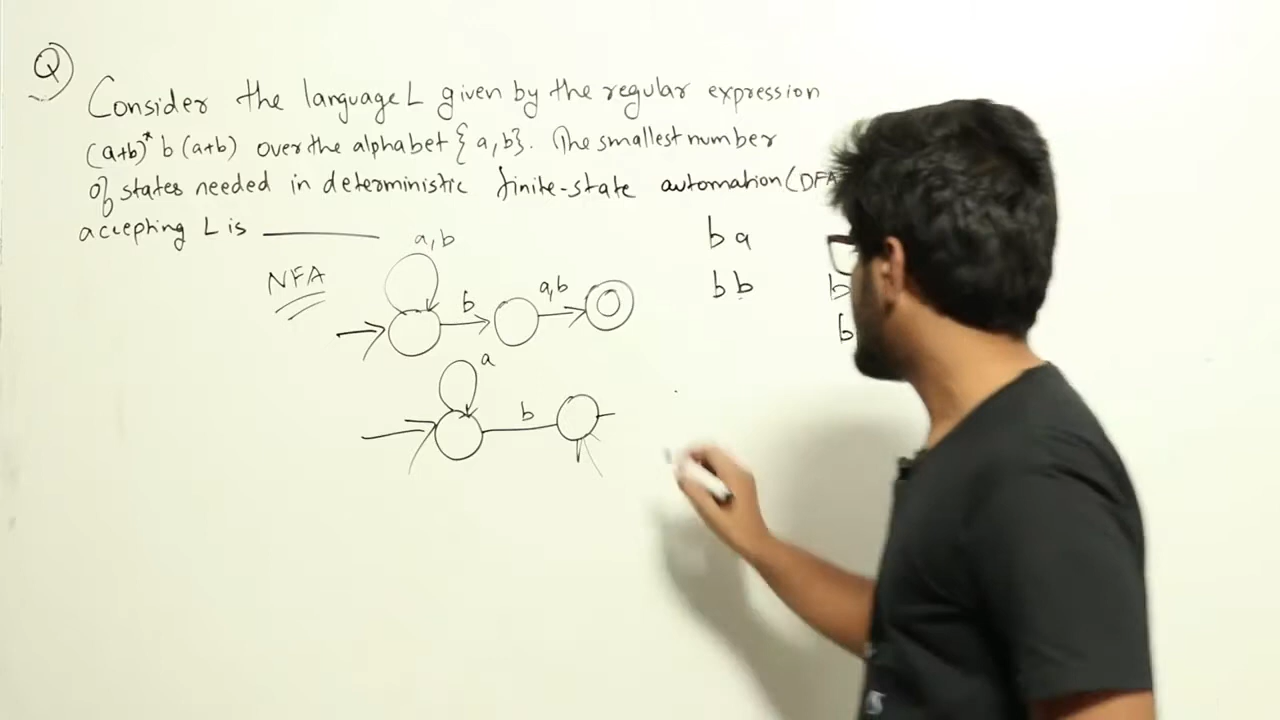 Q
Consider the language L given by the regular expression
(a+b)* b (a+b) over the alphabet {a, b}. The smallest number
of states needed in deterministic finite-state automation (DFA
accepting L is ______
NFA
a, b
b
a, b
a
b
b a
b b
b
b